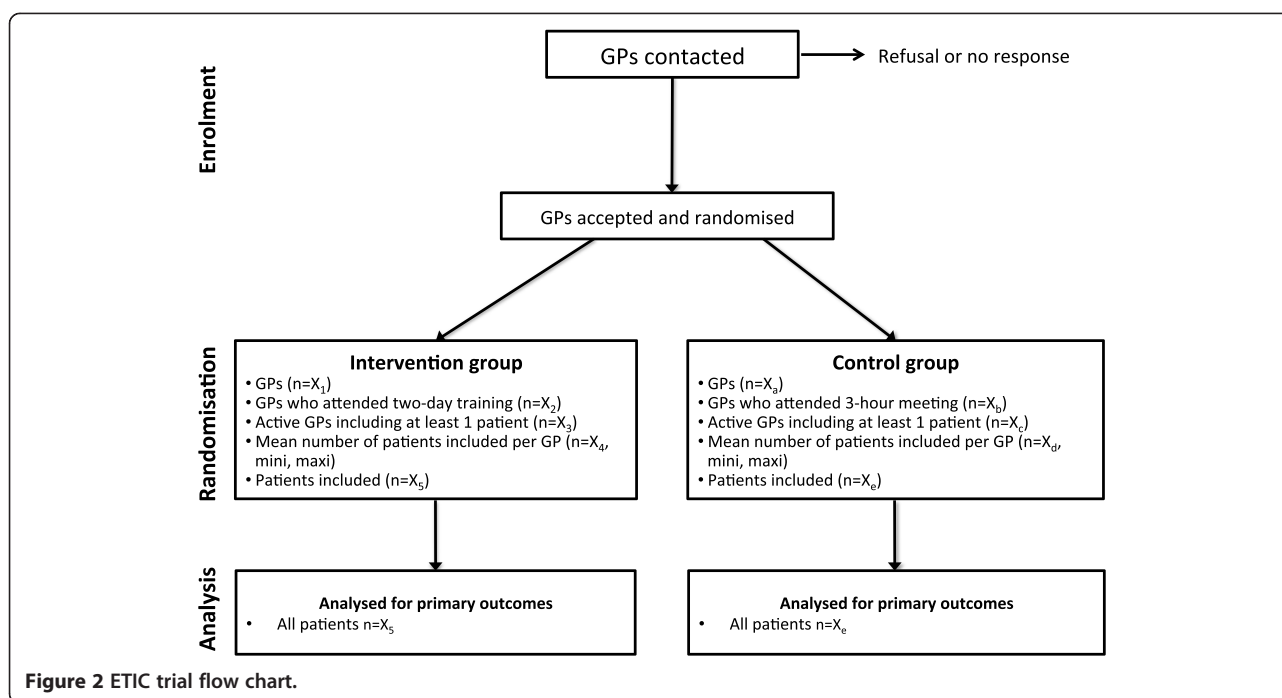 Enrolment
GPs contacted
Refusal or no response
GPs accepted and randomised
Randomisation
Intervention group
• GPs (n=X₁)
• GPs who attended two-day training (n=X₂)
• Active GPs including at least 1 patient (n=X₃)
• Mean number of patients included per GP (n=X₄,
mini, maxi)
• Patients included (n=X₅)
Control group
• GPs (n=Xₐ)
• GPs who attended 3-hour meeting (n=X_b)
• Active GPs including at least 1 patient (n=X_c)
• Mean number of patients included per GP (n=X_d,
mini, maxi)
• Patients included (n=Xₑ)
Analysis
Analysed for primary outcomes
• All patients n=X₅
Analysed for primary outcomes
• All patients n=Xₑ
Figure 2 ETIC trial flow chart.